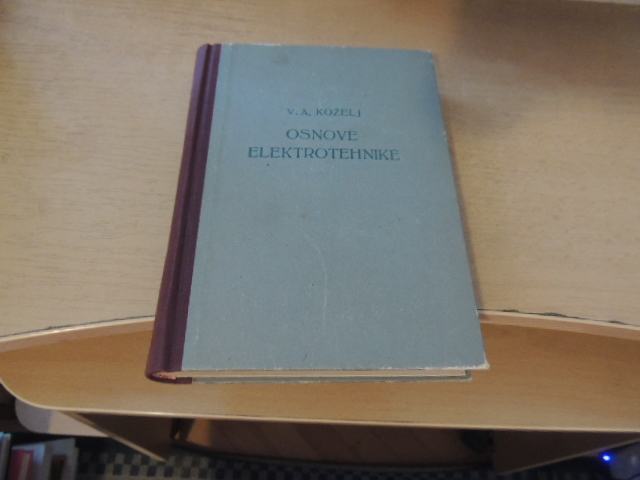 V. A. KOŽELJ
OSNOVE
ELEKTROTEHNIKE